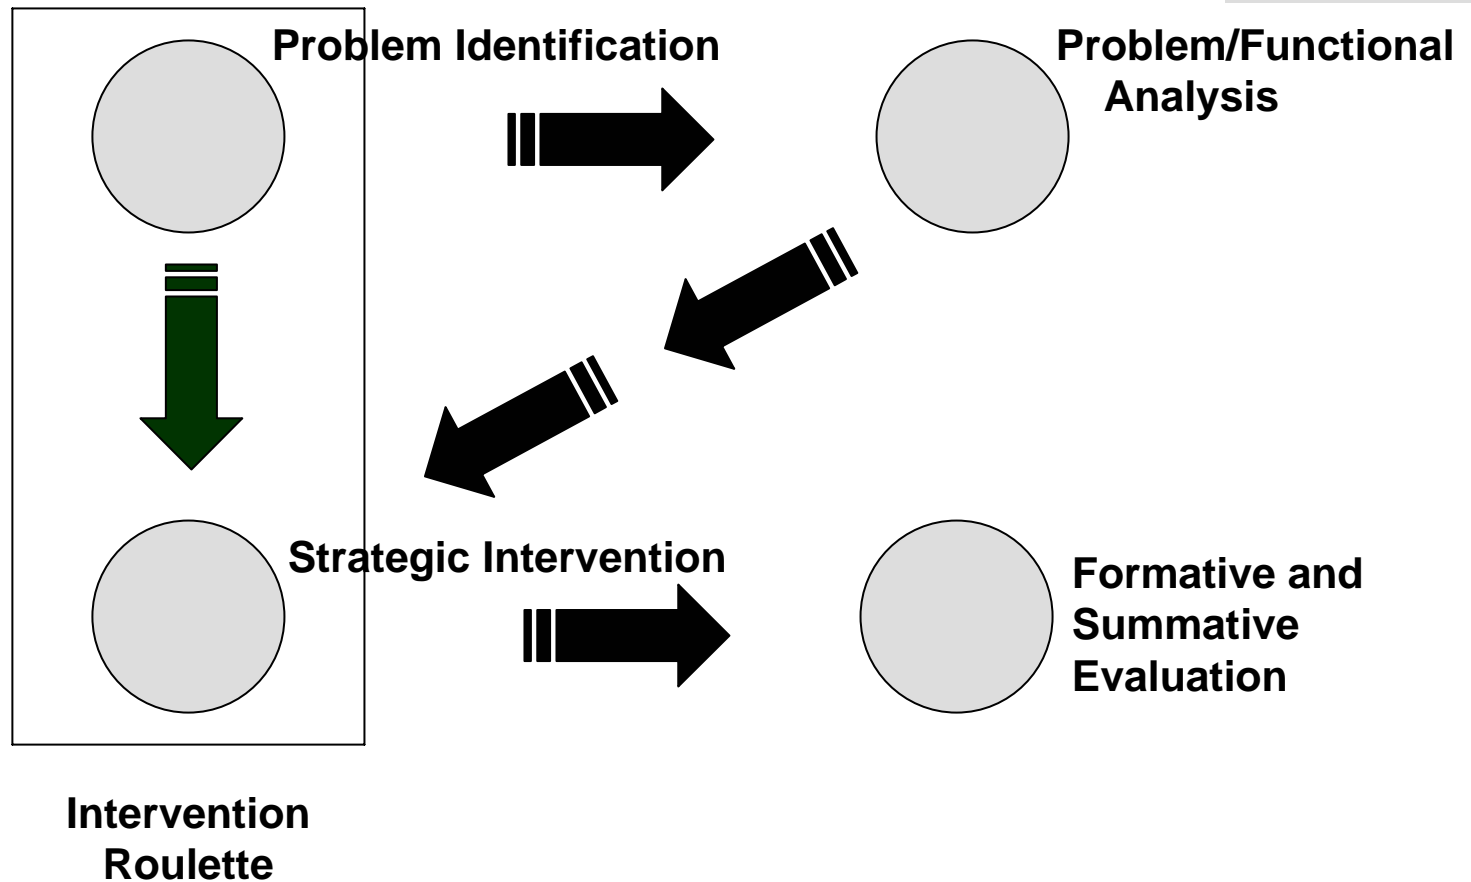 Problem Identification
Problem/Functional
Analysis
Strategic Intervention
Formative and
Summative
Evaluation
Intervention
Roulette